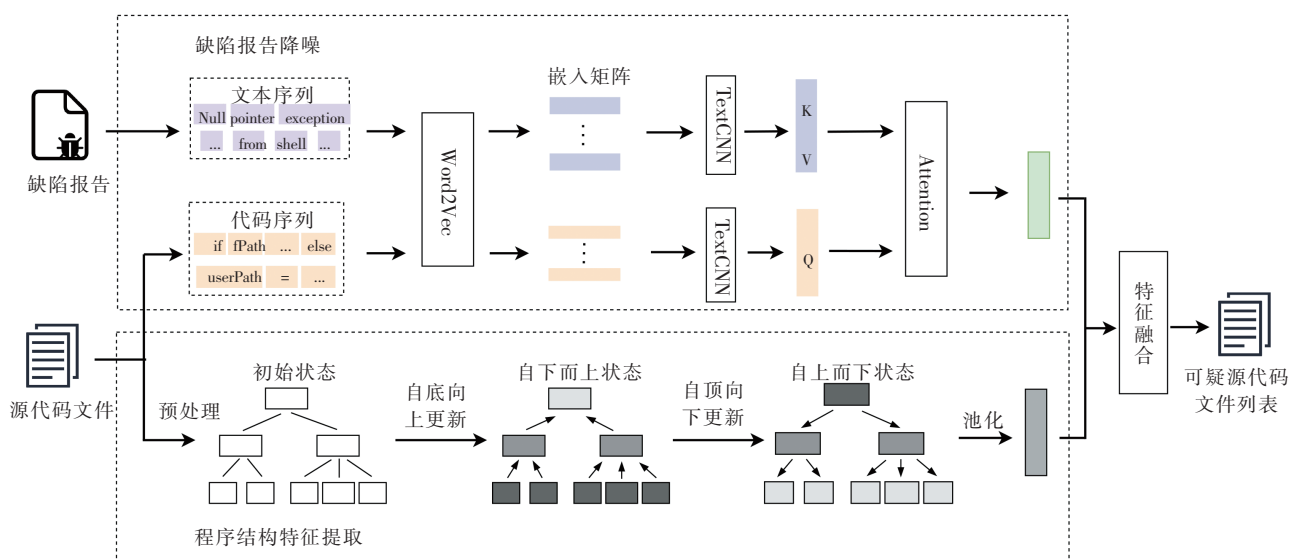 缺陷报告降噪
文本序列
Null pointer exception
... from shell ...
缺陷报告
代码序列
if fPath ... else
userPath = ...
Word2Vec
嵌入矩阵
TextCNN
TextCNN
K
V
Q
Attention
特征融合
可疑源代码
文件列表
源代码文件
预处理
初始状态
自底向
上更新
自下而上状态
自顶向
下更新
自上而下状态
池化
程序结构特征提取